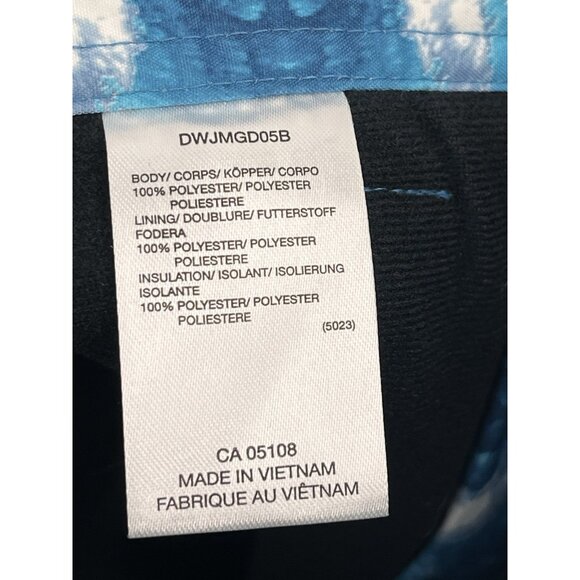 DWJMGD05B
BODY/ CORPS/ KÖPPER/ CORPO
100% POLYESTER/ POLYESTER
POLIESTERE
LINING/ DOUBLURE/ FUTTERSTOFF
FODERA
100% POLYESTER/ POLYESTER
POLIESTERE
INSULATION/ ISOLANT/ ISOLIERUNG
ISOLANTE
100% POLYESTER/ POLYESTER
POLIESTERE
(5023)
CA 05108
MADE IN VIETNAM
FABRIQUE AU VIÊTNAM